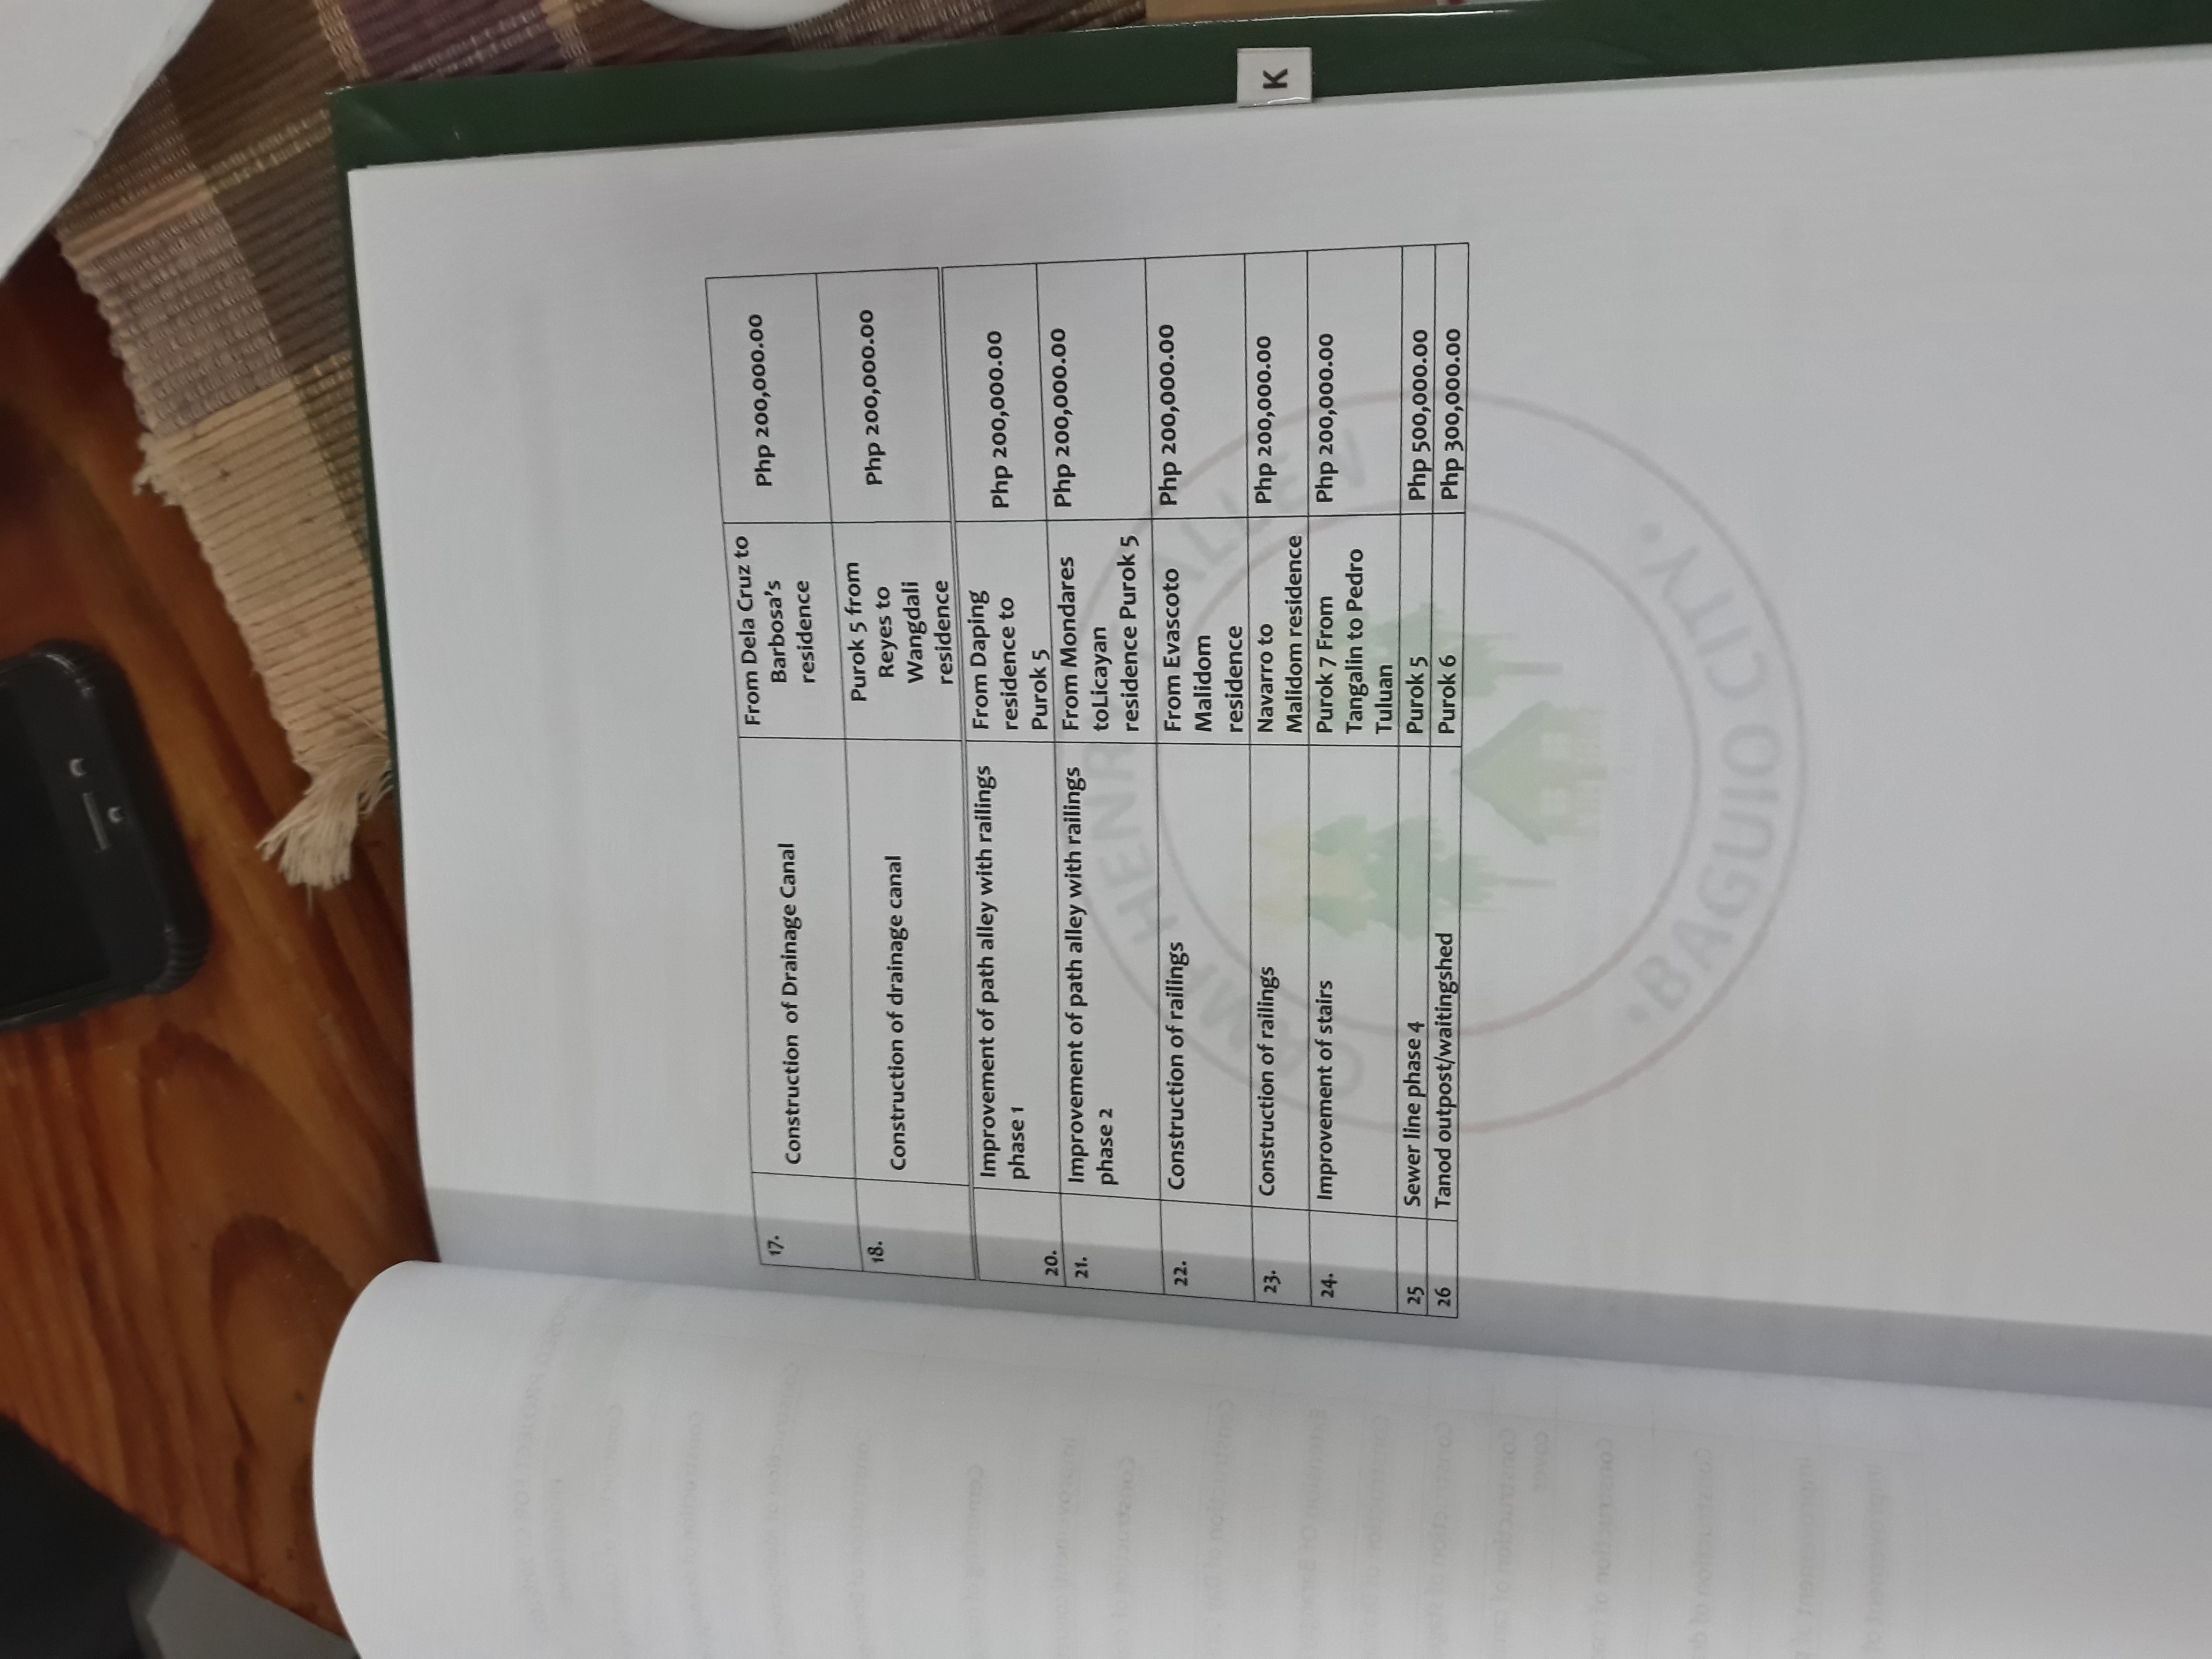 17.
Construction of Drainage Canal
From Dela Cruz to
Barbosa's
residence
Php 200,000.00
18.
Construction of drainage canal
Purok 5 from
Reyes to
Wangdali
residence
Php 200,000.00
Improvement of path alley with railings
phase 1
From Daping
residence to
Purok 5
Php 200,000.00
20.
21.
Improvement of path alley with railings
phase 2
From Mondares
toLicayan
residence Purok 5
Php 200,000.00
22.
Construction of railings
From Evascoto
Malidom
residence
Php 200,000.00
23.
Construction of railings
Navarro to
Malidom residence
Php 200,000.00
24.
Improvement of stairs
Purok 7 From
Tangalin to Pedro
Tuluan
Php 200,000.00
25
Sewer line phase 4
Purok 5
Php 500,000.00
26
Tanod outpost/waitingshed
Purok 6
Php 300,000.00
CAMP HENRY
•BAGUIO CITY•
K